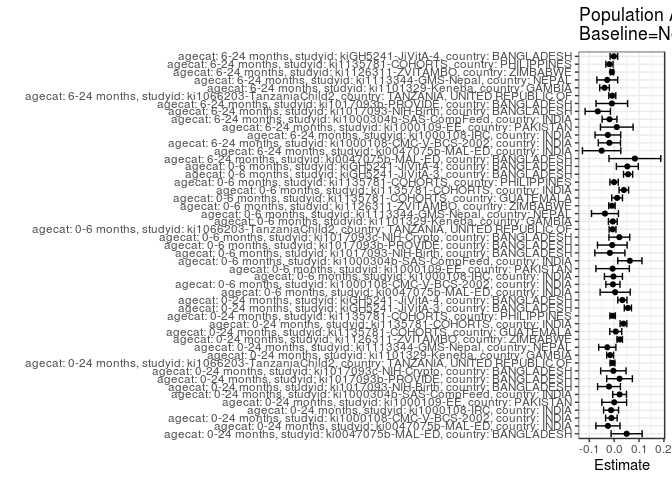 Population A
Baseline=No
agecat: 6-24 months, studyid: kiGH5241-JiVitA-4, country: BANGLADESH
agecat: 6-24 months, studyid: ki1135781-COHORTS, country: PHILIPPINES
agecat: 6-24 months, studyid: ki1126311-ZVITAMBO, country: ZIMBABWE
agecat: 6-24 months, studyid: ki1113344-GMS-Nepal, country: NEPAL
agecat: 6-24 months, studyid: ki1101329-Keneba, country: GAMBIA
agecat: 6-24 months, studyid: ki1066203-TanzaniaChild2, country: TANZANIA, UNITED REPUBLIC OF
agecat: 6-24 months, studyid: ki1017093b-PROVIDE, country: BANGLADESH
agecat: 6-24 months, studyid: ki1017093-NIH-Birth, country: BANGLADESH
agecat: 6-24 months, studyid: ki1000304b-SAS-CompFeed, country: INDIA
agecat: 6-24 months, studyid: ki1000109-EE, country: PAKISTAN
agecat: 6-24 months, studyid: ki1000108-IRC, country: INDIA
agecat: 6-24 months, studyid: ki1000108-CMC-V-BCS-2002, country: INDIA
agecat: 6-24 months, studyid: ki0047075b-MAL-ED, country: INDIA
agecat: 6-24 months, studyid: ki0047075b-MAL-ED, country: BANGLADESH
agecat: 0-6 months, studyid: kiGH5241-JiVitA-4, country: BANGLADESH
agecat: 0-6 months, studyid: kiGH5241-JiVitA-3, country: BANGLADESH
agecat: 0-6 months, studyid: ki1135781-COHORTS, country: PHILIPPINES
agecat: 0-6 months, studyid: ki1135781-COHORTS, country: INDIA
agecat: 0-6 months, studyid: ki1135781-COHORTS, country: GUATEMALA
agecat: 0-6 months, studyid: ki1126311-ZVITAMBO, country: ZIMBABWE
agecat: 0-6 months, studyid: ki1113344-GMS-Nepal, country: NEPAL
agecat: 0-6 months, studyid: ki1101329-Keneba, country: GAMBIA
agecat: 0-6 months, studyid: ki1066203-TanzaniaChild2, country: TANZANIA, UNITED REPUBLIC OF
agecat: 0-6 months, studyid: ki1017093c-NIH-Crypto, country: BANGLADESH
agecat: 0-6 months, studyid: ki1017093b-PROVIDE, country: BANGLADESH
agecat: 0-6 months, studyid: ki1017093-NIH-Birth, country: BANGLADESH
agecat: 0-6 months, studyid: ki1000304b-SAS-CompFeed, country: INDIA
agecat: 0-6 months, studyid: ki1000109-EE, country: PAKISTAN
agecat: 0-6 months, studyid: ki1000108-IRC, country: INDIA
agecat: 0-6 months, studyid: ki1000108-CMC-V-BCS-2002, country: INDIA
agecat: 0-6 months, studyid: ki0047075b-MAL-ED, country: INDIA
agecat: 0-24 months, studyid: kiGH5241-JiVitA-4, country: BANGLADESH
agecat: 0-24 months, studyid: kiGH5241-JiVitA-3, country: BANGLADESH
agecat: 0-24 months, studyid: ki1135781-COHORTS, country: PHILIPPINES
agecat: 0-24 months, studyid: ki1135781-COHORTS, country: INDIA
agecat: 0-24 months, studyid: ki1135781-COHORTS, country: GUATEMALA
agecat: 0-24 months, studyid: ki1126311-ZVITAMBO, country: ZIMBABWE
agecat: 0-24 months, studyid: ki1113344-GMS-Nepal, country: NEPAL
agecat: 0-24 months, studyid: ki1101329-Keneba, country: GAMBIA
agecat: 0-24 months, studyid: ki1066203-TanzaniaChild2, country: TANZANIA, UNITED REPUBLIC OF
agecat: 0-24 months, studyid: ki1017093c-NIH-Crypto, country: BANGLADESH
agecat: 0-24 months, studyid: ki1017093b-PROVIDE, country: BANGLADESH
agecat: 0-24 months, studyid: ki1017093-NIH-Birth, country: BANGLADESH
agecat: 0-24 months, studyid: ki1000304b-SAS-CompFeed, country: INDIA
agecat: 0-24 months, studyid: ki1000109-EE, country: PAKISTAN
agecat: 0-24 months, studyid: ki1000108-IRC, country: INDIA
agecat: 0-24 months, studyid: ki1000108-CMC-V-BCS-2002, country: INDIA
agecat: 0-24 months, studyid: ki0047075b-MAL-ED, country: INDIA
agecat: 0-24 months, studyid: ki0047075b-MAL-ED, country: BANGLADESH
-0.1 0.0 0.1 0.2
Estimate